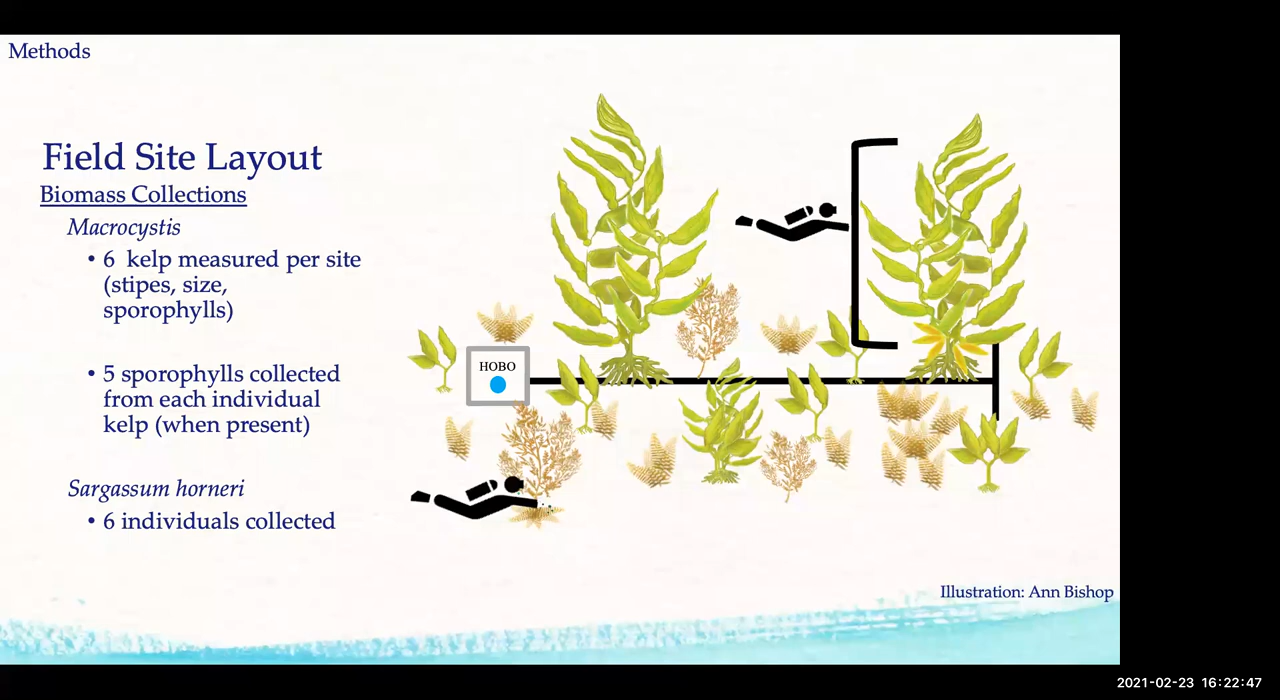 Methods
Field Site Layout
Biomass Collections
Macrocystis
• 6 kelp measured per site
(stipes, size,
sporophylls)
• 5 sporophylls collected
from each individual
kelp (when present)
Sargassum horneri
• 6 individuals collected
HOBO
Illustration: Ann Bishop
2021-02-23 16:22:47